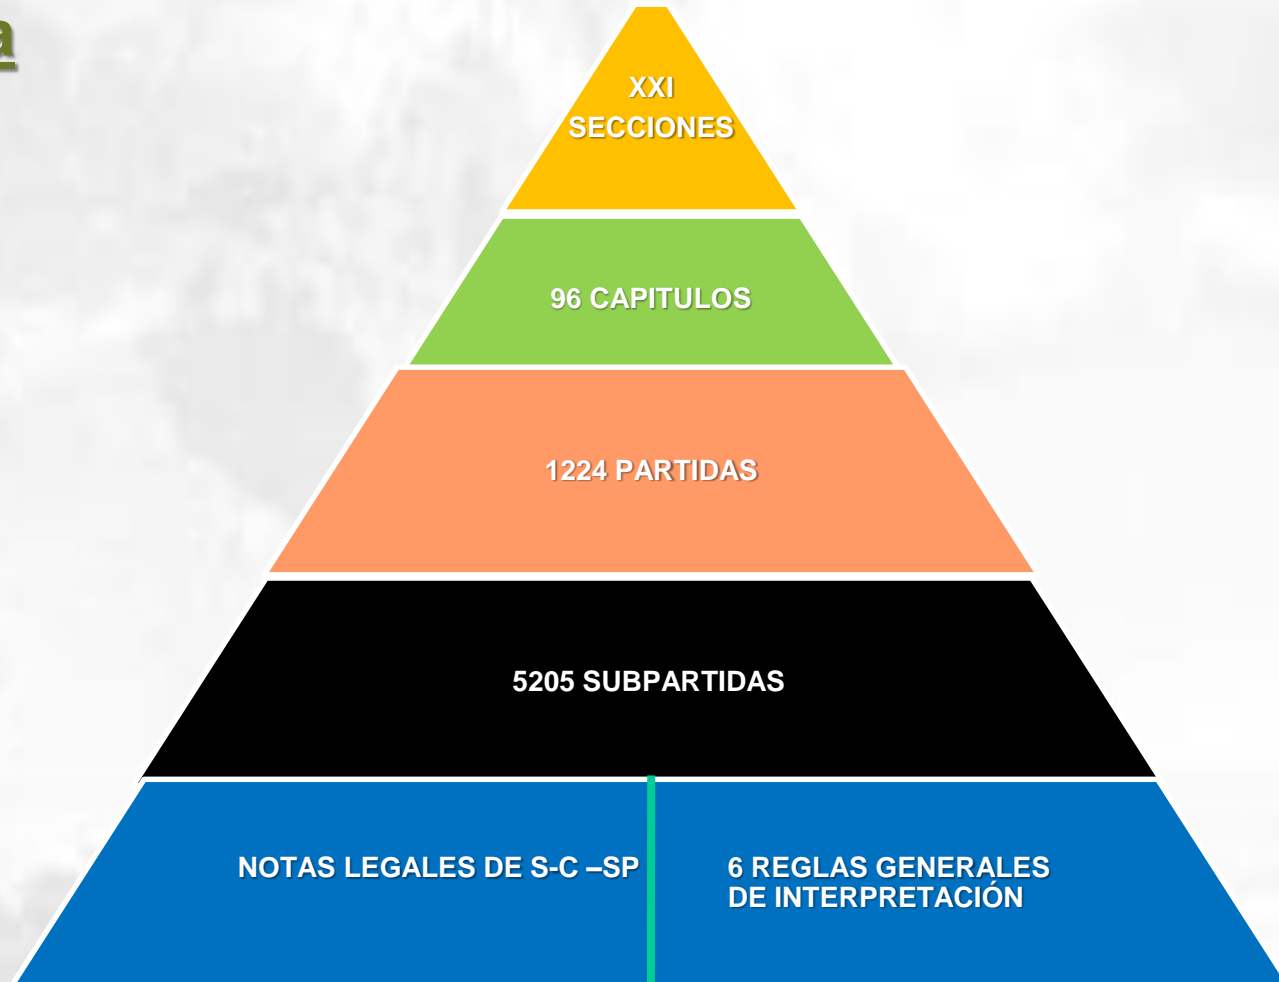 a
XXI
SECCIONES
96 CAPITULOS
1224 PARTIDAS
5205 SUBPARTIDAS
NOTAS LEGALES DE S-C –SP
6 REGLAS GENERALES
DE INTERPRETACIÓN